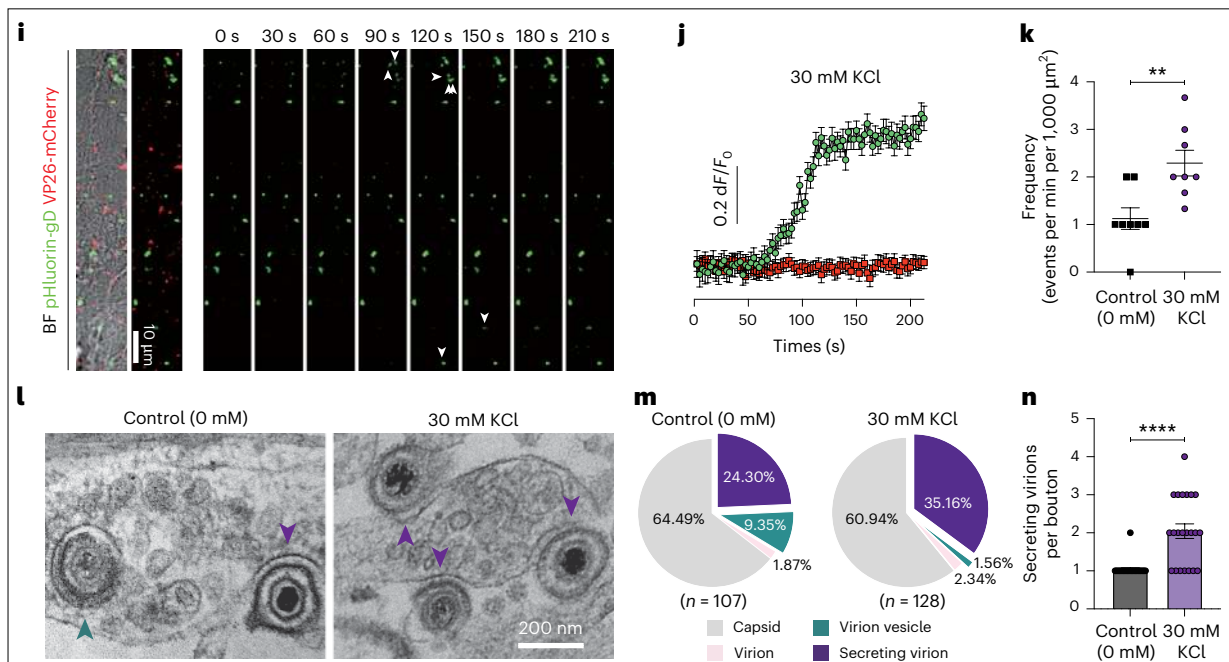 i
0 s 30 s 60 s 90 s 120 s 150 s 180 s 210 s
BF pHluorin-gD VP26-mCherry
10 µm
j
30 mM KCl
0.2 dF/F0
0 50 100 150 200
Times (s)
k
**
Frequency
(events per min per 1,000 µm²)
4
3
2
1
0
Control
(0 mM)
30 mM
KCl
l
Control (0 mM)
30 mM KCl
200 nm
m
Control (0 mM)
24.30%
64.49%
9.35%
1.87%
(n = 107)
30 mM KCl
35.16%
60.94%
1.56%
2.34%
(n = 128)
Capsid
Virion
Virion vesicle
Secreting virion
n
****
Secreting virions
per bouton
5
4
3
2
1
0
Control
(0 mM)
30 mM
KCl